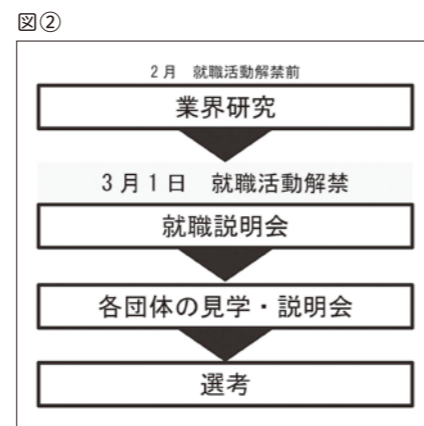 図②
2月　就職活動解禁前
業界研究
3月1日　就職活動解禁
就職説明会
各団体の見学・説明会
選考